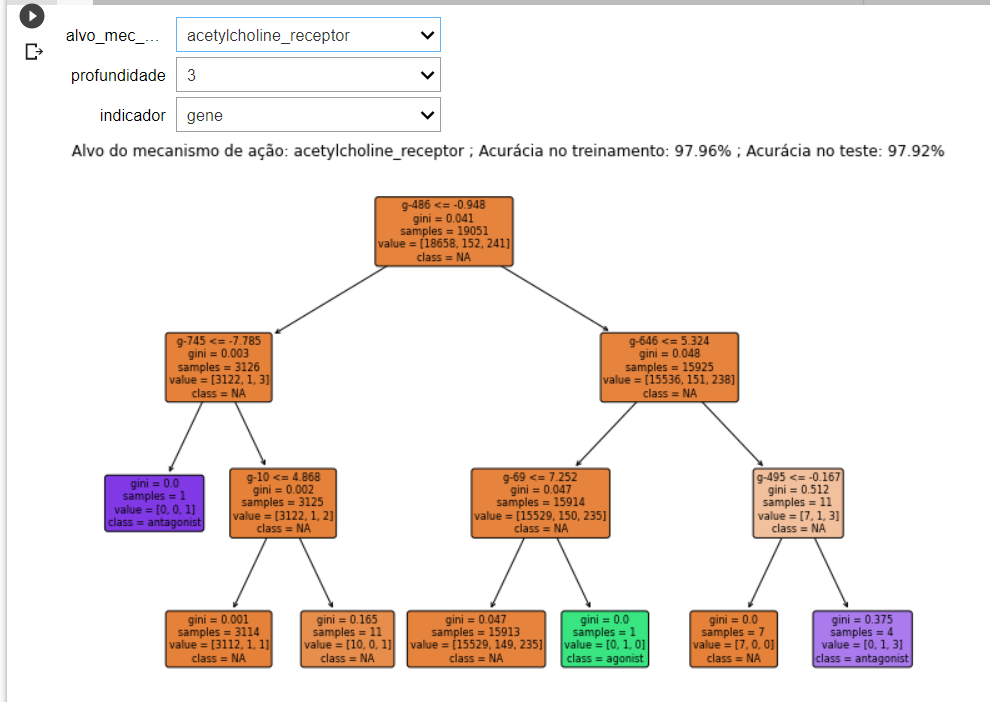 alvo_mec_...
acetylcholine_receptor
profundidade
3
indicador
gene
Alvo do mecanismo de ação: acetylcholine_receptor ; Acurácia no treinamento: 97.96% ; Acurácia no teste: 97.92%
g-486 <= -0.948
gini = 0.041
samples = 19051
value = [18658, 152, 241]
class = NA
g-745 <= -7.785
gini = 0.003
samples = 3126
value = [3122, 1, 3]
class = NA
g-646 <= 5.324
gini = 0.048
samples = 15925
value = [15536, 151, 238]
class = NA
gini = 0.0
samples = 1
value = [0, 0, 1]
class = antagonist
g-10 <= 4.868
gini = 0.002
samples = 3125
value = [3122, 1, 2]
class = NA
g-69 <= 7.252
gini = 0.047
samples = 15914
value = [15529, 150, 235]
class = NA
g-495 <= -0.167
gini = 0.512
samples = 11
value = [7, 1, 3]
class = NA
gini = 0.001
samples = 3114
value = [3112, 1, 1]
class = NA
gini = 0.165
samples = 11
value = [10, 0, 1]
class = NA
gini = 0.047
samples = 15913
value = [15529, 149, 235]
class = NA
gini = 0.0
samples = 1
value = [0, 1, 0]
class = agonist
gini = 0.0
samples = 7
value = [7, 0, 0]
class = NA
gini = 0.375
samples = 4
value = [0, 1, 3]
class = antagonist